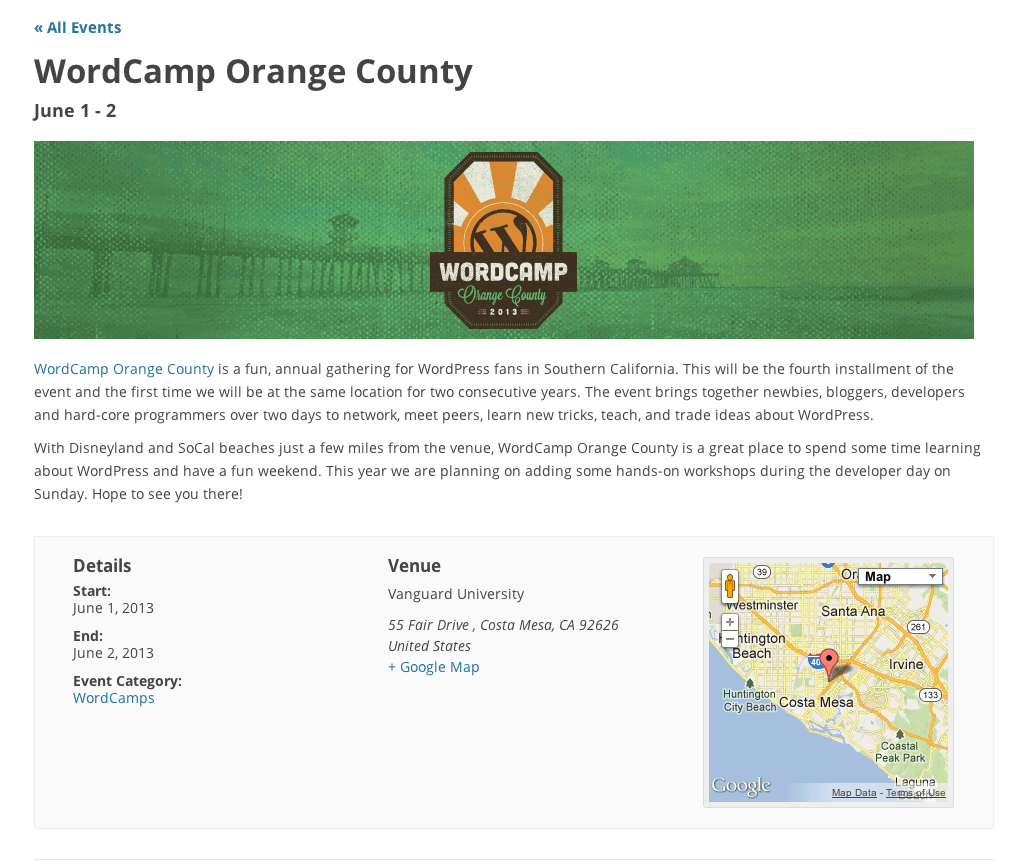 « All Events
WordCamp Orange County
June 1 - 2
WORDCAMP
Orange County
2013
WordCamp Orange County is a fun, annual gathering for WordPress fans in Southern California. This will be the fourth installment of the
event and the first time we will be at the same location for two consecutive years. The event brings together newbies, bloggers, developers
and hard-core programmers over two days to network, meet peers, learn new tricks, teach, and trade ideas about WordPress.
With Disneyland and SoCal beaches just a few miles from the venue, WordCamp Orange County is a great place to spend some time learning
about WordPress and have a fun weekend. This year we are planning on adding some hands-on workshops during the developer day on
Sunday. Hope to see you there!
Details
Start:
June 1, 2013
End:
June 2, 2013
Event Category:
WordCamps
Venue
Vanguard University
55 Fair Drive , Costa Mesa, CA 92626
United States
+ Google Map
39
Map
Westminster
Santa Ana
261
Huntington
Beach
Irvine
133
Huntington
City Beach
Costa Mesa
Coastal
Peak Park
Laguna
Google
Map Data - Terms of Use